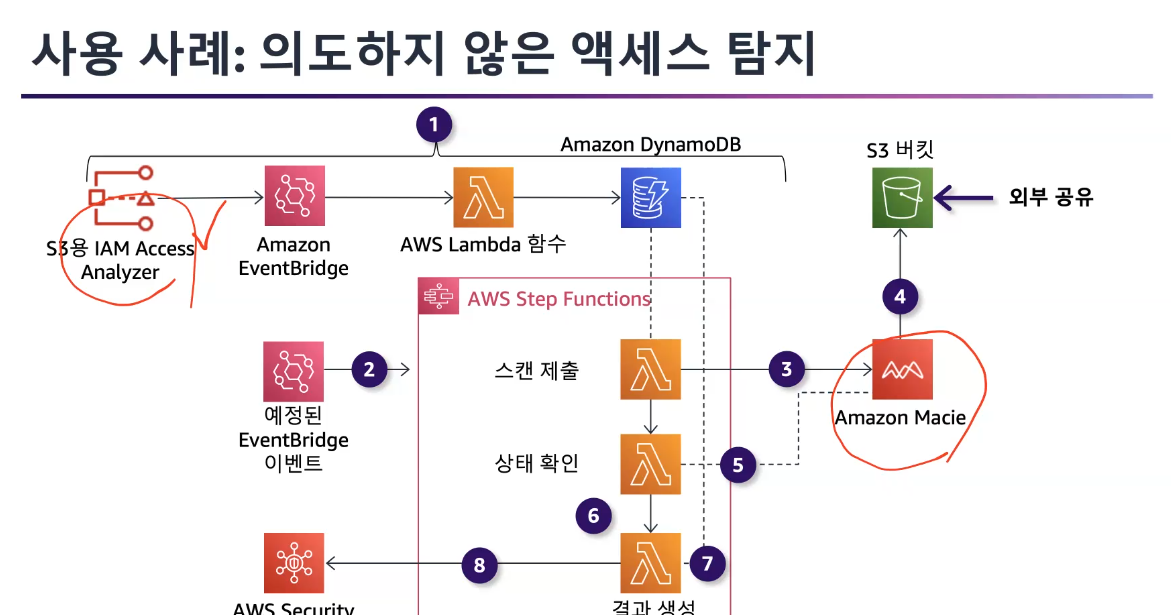 사용 사례: 의도하지 않은 액세스 탐지
1
Amazon DynamoDB
S3 버킷
외부 공유
S3용 IAM Access
Analyzer
Amazon
EventBridge
AWS Lambda 함수
AWS Step Functions
4
2
스캔 제출
3
예정된
EventBridge
이벤트
Amazon Macie
상태 확인
5
6
8
7
AWS Security
결과 생성